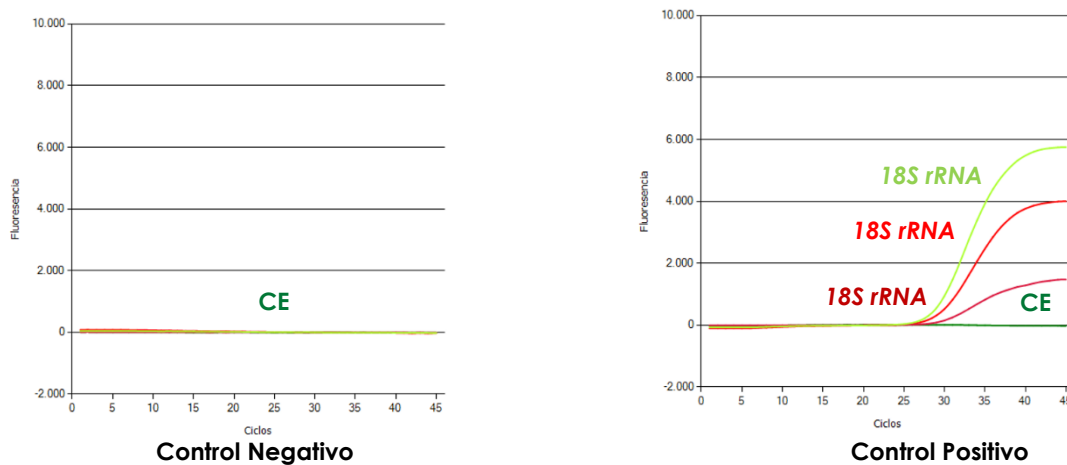 10.000
8.000
6.000
4.000
2.000
0
-2.000
Fluoresencia
CE
0 5 10 15 20 25 30 35 40 45
Ciclos
Control Negativo
10.000
8.000
6.000
4.000
2.000
0
-2.000
Fluoresencia
18S rRNA
18S rRNA
18S rRNA
CE
0 5 10 15 20 25 30 35 40 45
Ciclos
Control Positivo